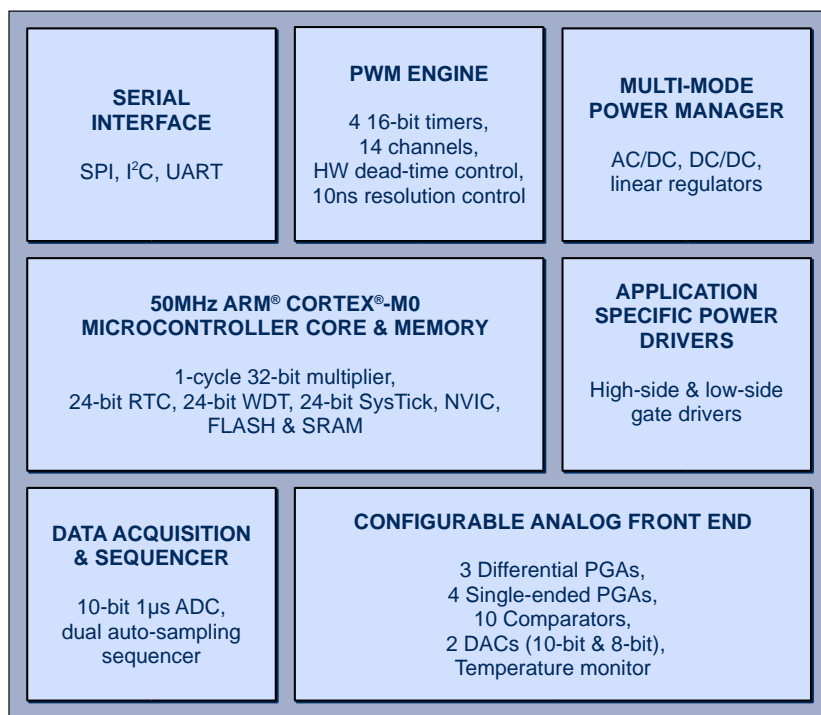 SERIAL
INTERFACE
SPI, I²C, UART
PWM ENGINE
4 16-bit timers,
14 channels,
HW dead-time control,
10ns resolution control
MULTI-MODE
POWER MANAGER
AC/DC, DC/DC,
linear regulators
50MHz ARM® CORTEX®-M0
MICROCONTROLLER CORE & MEMORY
1-cycle 32-bit multiplier,
24-bit RTC, 24-bit WDT, 24-bit SysTick, NVIC,
FLASH & SRAM
APPLICATION
SPECIFIC POWER
DRIVERS
High-side & low-side
gate drivers
DATA ACQUISITION
& SEQUENCER
10-bit 1μs ADC,
dual auto-sampling
sequencer
CONFIGURABLE ANALOG FRONT END
3 Differential PGAs,
4 Single-ended PGAs,
10 Comparators,
2 DACs (10-bit & 8-bit),
Temperature monitor